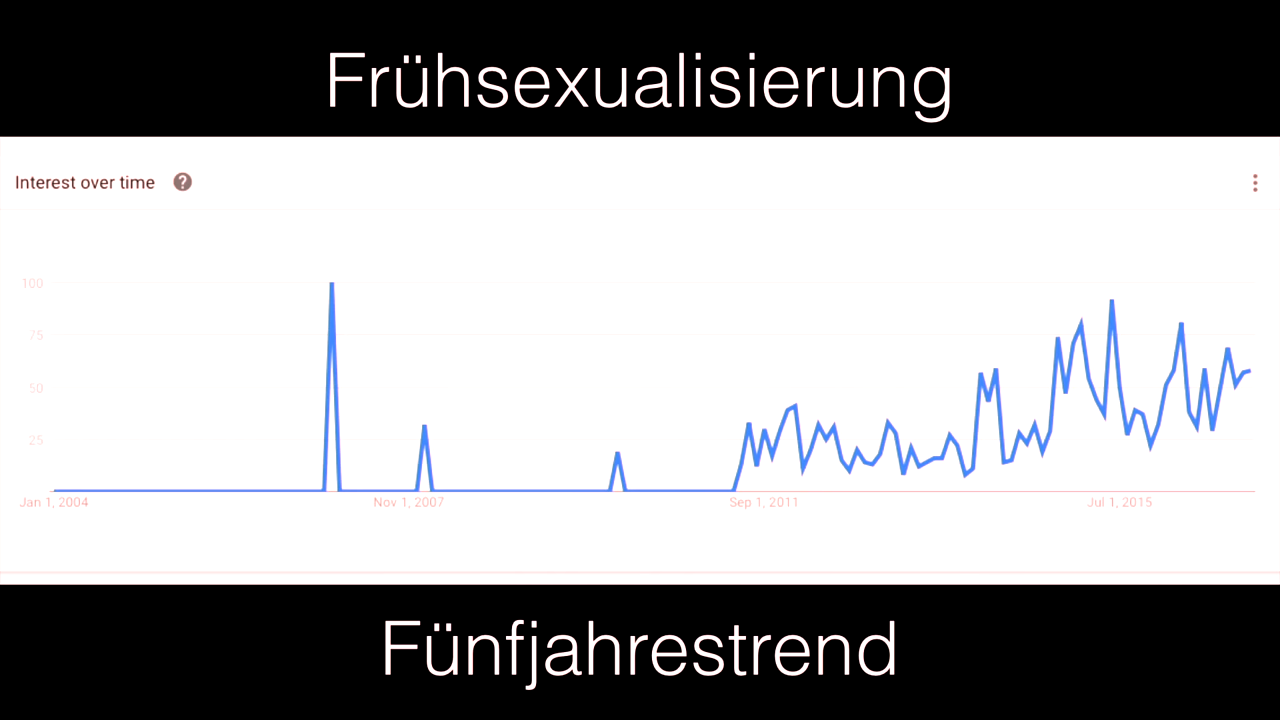 Frühsexualisierung
Interest over time ?
100
75
50
25
Jan 1, 2004 Nov 1, 2007 Sep 1, 2011 Jul 1, 2015
Fünfjahrestrend